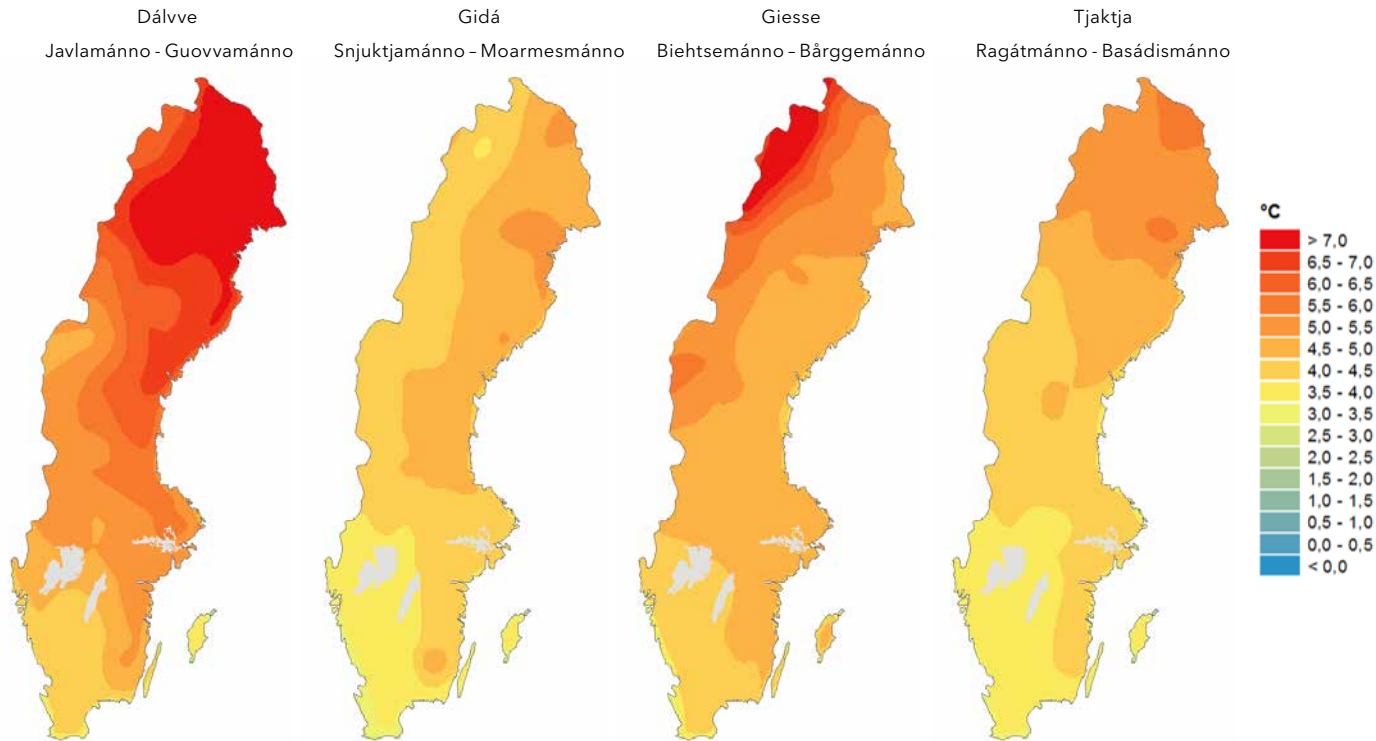 Dálvve
Javlamánno - Guovvamánno
Gidá
Snjuktjamánno – Moarmesmánno
Giesse
Biehtsemánno – Bårggemánno
Tjaktja
Ragátmánno - Basádismánno
°C
> 7,0
6,5 - 7,0
6,0 - 6,5
5,5 - 6,0
5,0 - 5,5
4,5 - 5,0
4,0 - 4,5
3,5 - 4,0
3,0 - 3,5
2,5 - 3,0
2,0 - 2,5
1,5 - 2,0
1,0 - 1,5
0,5 - 1,0
0,0 - 0,5
< 0,0